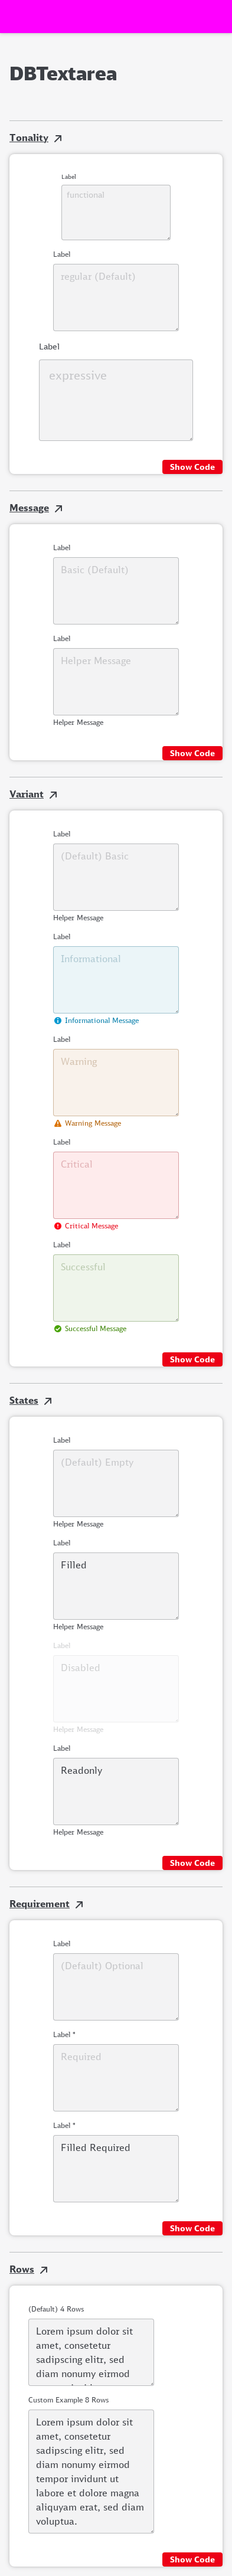 DBTextarea
Tonality
Label
functional
Label
regular (Default)
Label
expressive
Show Code
Message
Label
Basic (Default)
Label
Helper Message
Helper Message
Show Code
Variant
Label
(Default) Basic
Helper Message
Label
Informational
Informational Message
Label
Warning
Warning Message
Label
Critical
Critical Message
Label
Successful
Successful Message
Show Code
States
Label
(Default) Empty
Helper Message
Label
Filled
Helper Message
Label
Disabled
Helper Message
Label
Readonly
Helper Message
Show Code
Requirement
Label
(Default) Optional
Label *
Required
Label *
Filled Required
Show Code
Rows
(Default) 4 Rows
Lorem ipsum dolor sit
amet, consetetur
sadipscing elitr, sed
diam nonumy eirmod
Custom Example 8 Rows
Lorem ipsum dolor sit
amet, consetetur
sadipscing elitr, sed
diam nonumy eirmod
tempor invidunt ut
labore et dolore magna
aliquyam erat, sed diam
voluptua.
Show Code